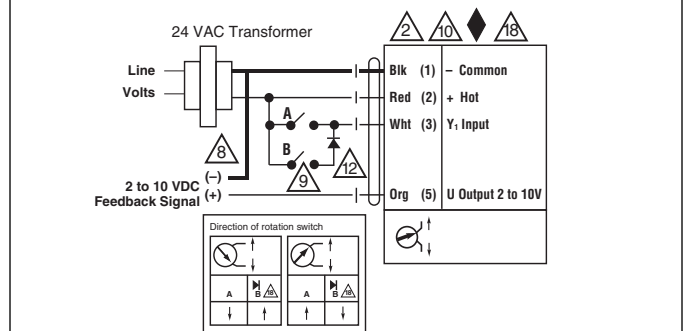 24 VAC Transformer
2 10 18
Line
Volts
Blk (1) – Common
Red (2) + Hot
Wht (3) Y₁ Input
A
B
8
9
12
(–)
2 to 10 VDC
Feedback Signal (+)
Org (5) U Output 2 to 10V
Direction of rotation switch
A B 18 A B 18